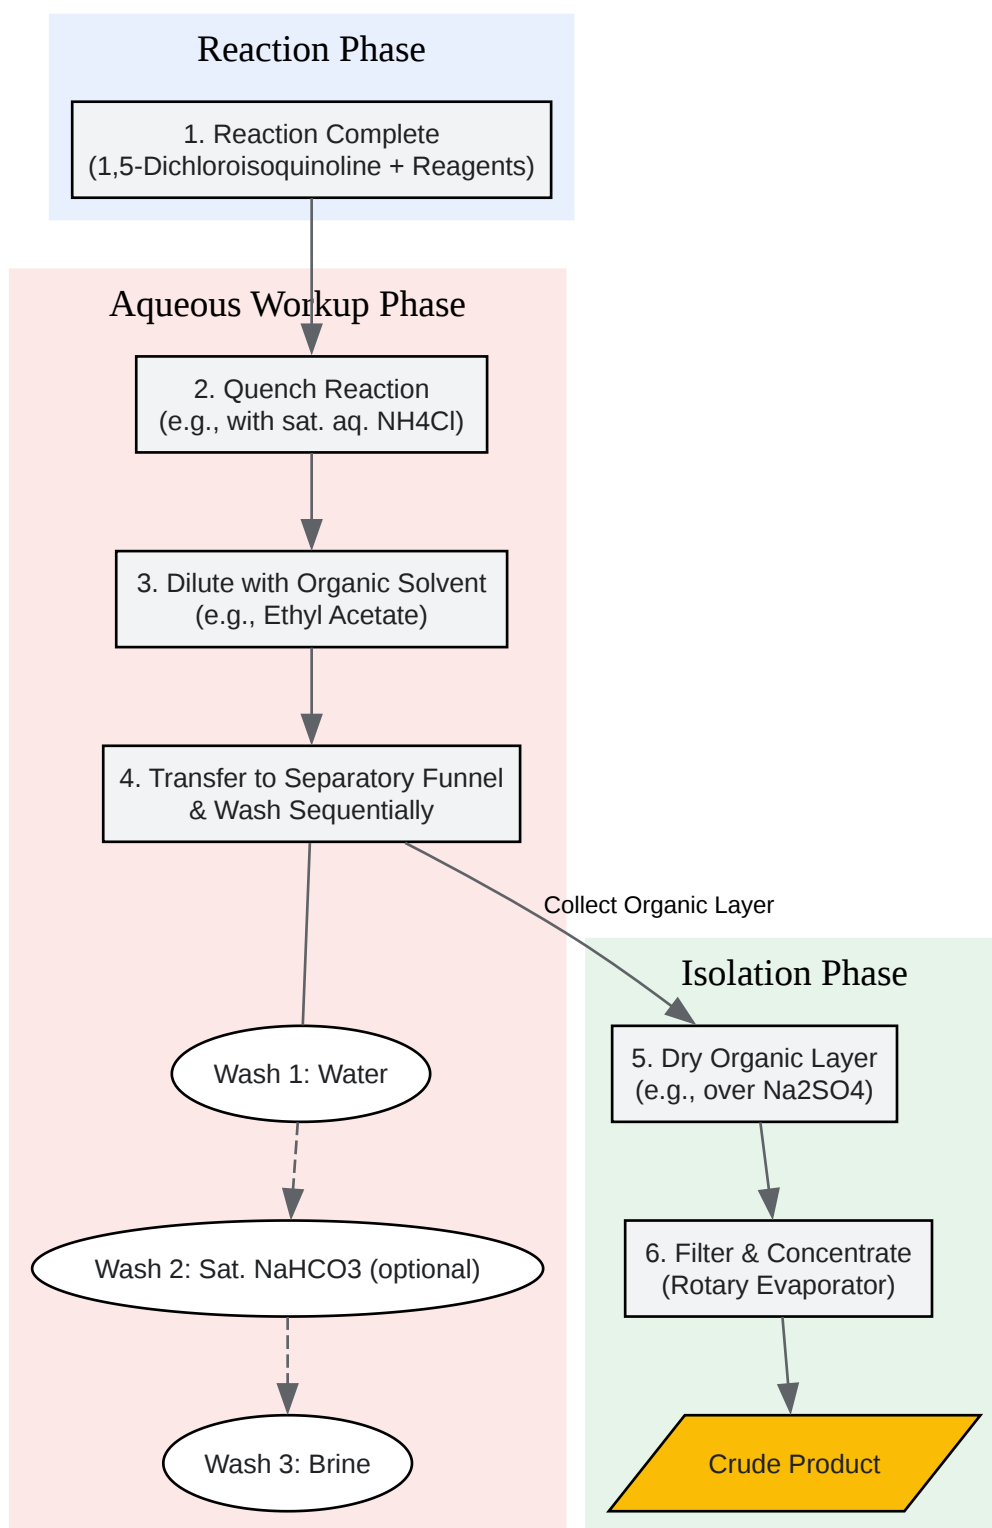 Reaction Phase
1. Reaction Complete
(1,5-Dichloroisoquinoline + Reagents)
Aqueous Workup Phase
2. Quench Reaction
(e.g., with sat. aq. NH4Cl)
3. Dilute with Organic Solvent
(e.g., Ethyl Acetate)
4. Transfer to Separatory Funnel
& Wash Sequentially
Collect Organic Layer
Wash 1: Water
Wash 2: Sat. NaHCO3 (optional)
Wash 3: Brine
Isolation Phase
5. Dry Organic Layer
(e.g., over Na2SO4)
6. Filter & Concentrate
(Rotary Evaporator)
Crude Product